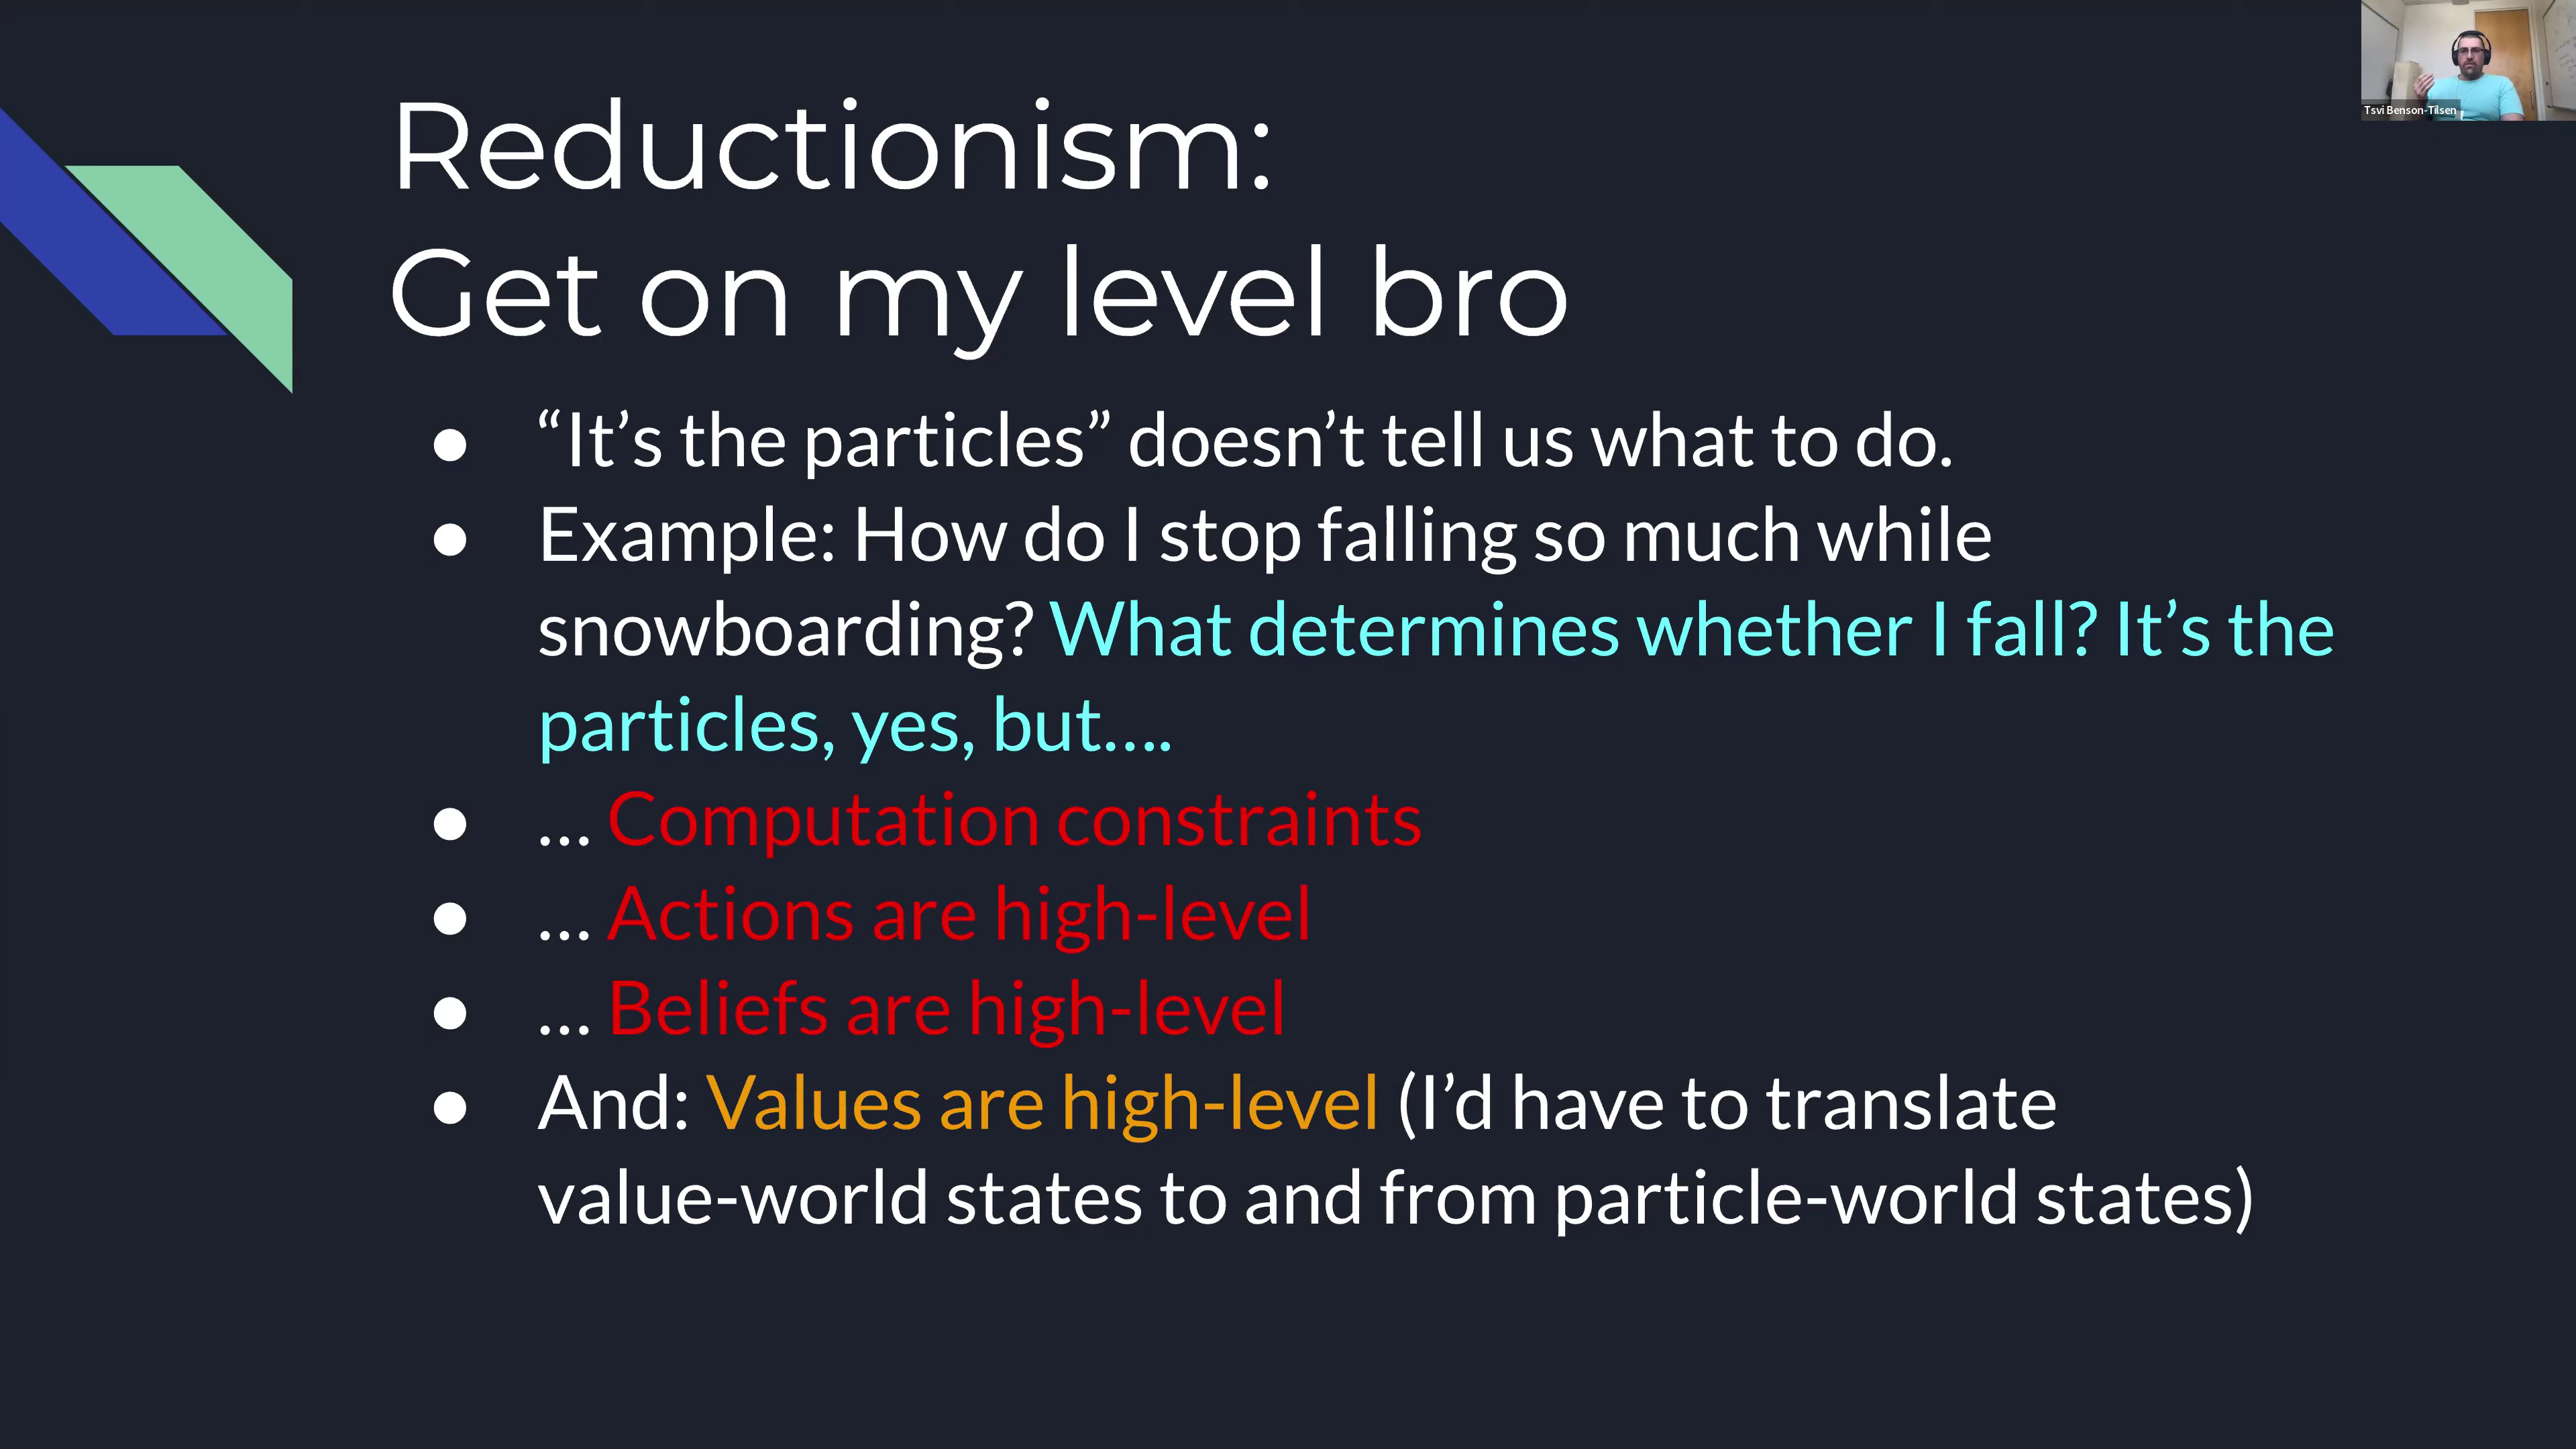 Tsvi Benson-Tilsen
Reductionism:
Get on my level bro
● “It’s the particles” doesn’t tell us what to do.
● Example: How do I stop falling so much while
snowboarding? What determines whether I fall? It’s the
particles, yes, but….
● … Computation constraints
● … Actions are high-level
● … Beliefs are high-level
● And: Values are high-level (I’d have to translate
value-world states to and from particle-world states)